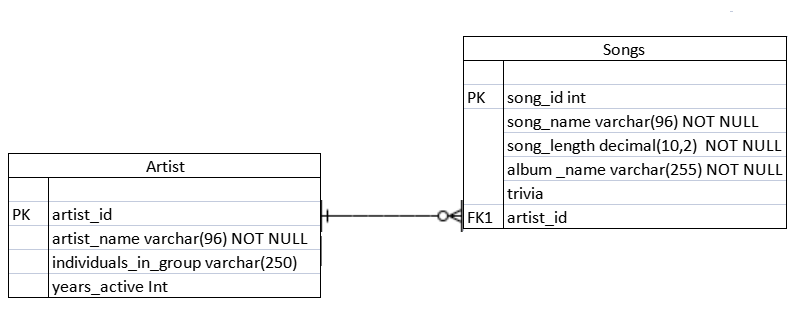 Songs
PK song_id int
song_name varchar(96) NOT NULL
song_length decimal(10,2) NOT NULL
album _name varchar(255) NOT NULL
trivia
FK1 artist_id
Artist
PK artist_id
artist_name varchar(96) NOT NULL
individuals_in_group varchar(250)
years_active Int